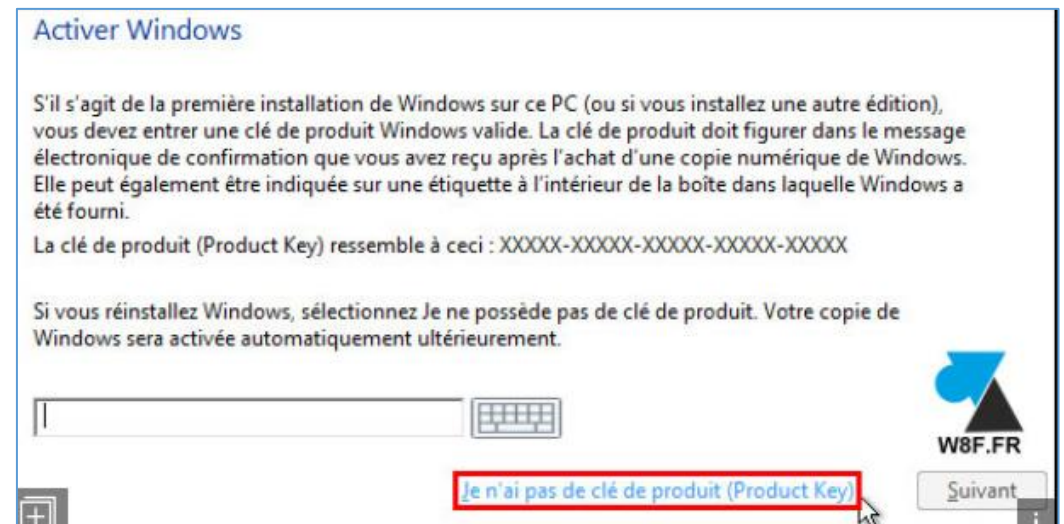 Activer Windows
S'il s'agit de la première installation de Windows sur ce PC (ou si vous installez une autre édition),
vous devez entrer une clé de produit Windows valide. La clé de produit doit figurer dans le message
électronique de confirmation que vous avez reçu après l'achat d'une copie numérique de Windows.
Elle peut également être indiquée sur une étiquette à l'intérieur de la boîte dans laquelle Windows a
été fourni.
La clé de produit (Product Key) ressemble à ceci : XXXXX-XXXXX-XXXXX-XXXXX-XXXXX
Si vous réinstallez Windows, sélectionnez Je ne possède pas de clé de produit. Votre copie de
Windows sera activée automatiquement ultérieurement.
W8F.FR
Je n'ai pas de clé de produit (Product Key)
Suivant